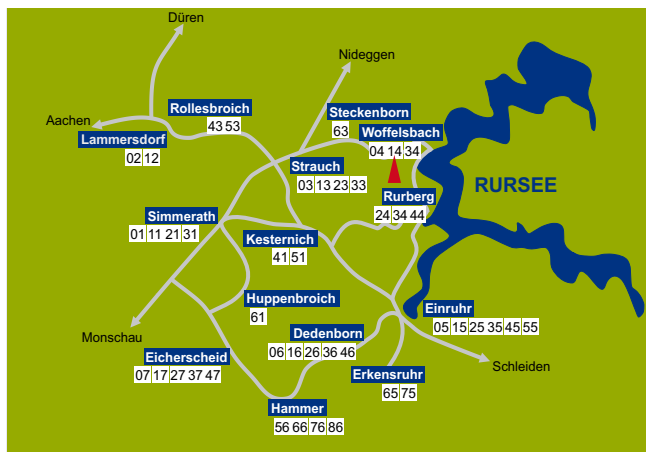 Düren
Nideggen
Aachen
Rollesbroich
43 53
Steckenborn
63
Lammersdorf
02 12
Woffelsbach
04 14 34
Strauch
03 13 23 33
RURSEE
Rurberg
24 34 44
Simmerath
01 11 21 31
Kesternich
41 51
Huppenbroich
61
Einruhr
05 15 25 35 45 55
Monschau
Dedenborn
06 16 26 36 46
Eicherscheid
07 17 27 37 47
Schleiden
Erkensruhr
65 75
Hammer
56 66 76 86